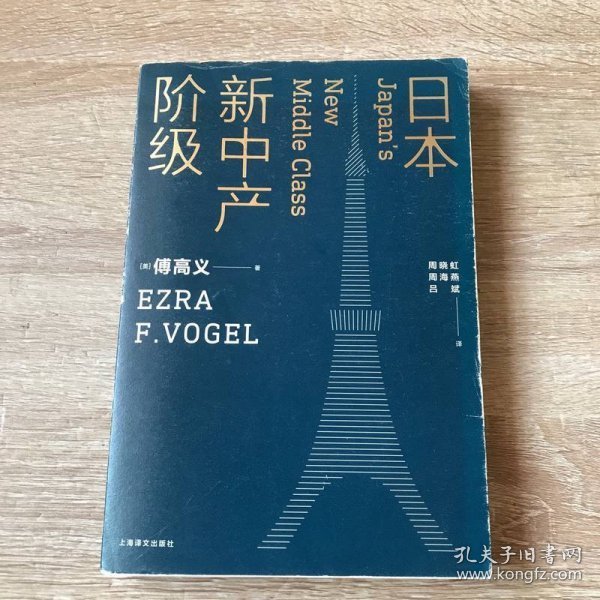 日本
Japan's
新中产
阶级
New
Middle Class
[美] 傅高义 著
EZRA
F.VOGEL
周晓虹
周海燕
吕斌
译
上海译文出版社
孔夫子旧书网
www.kongfz.com